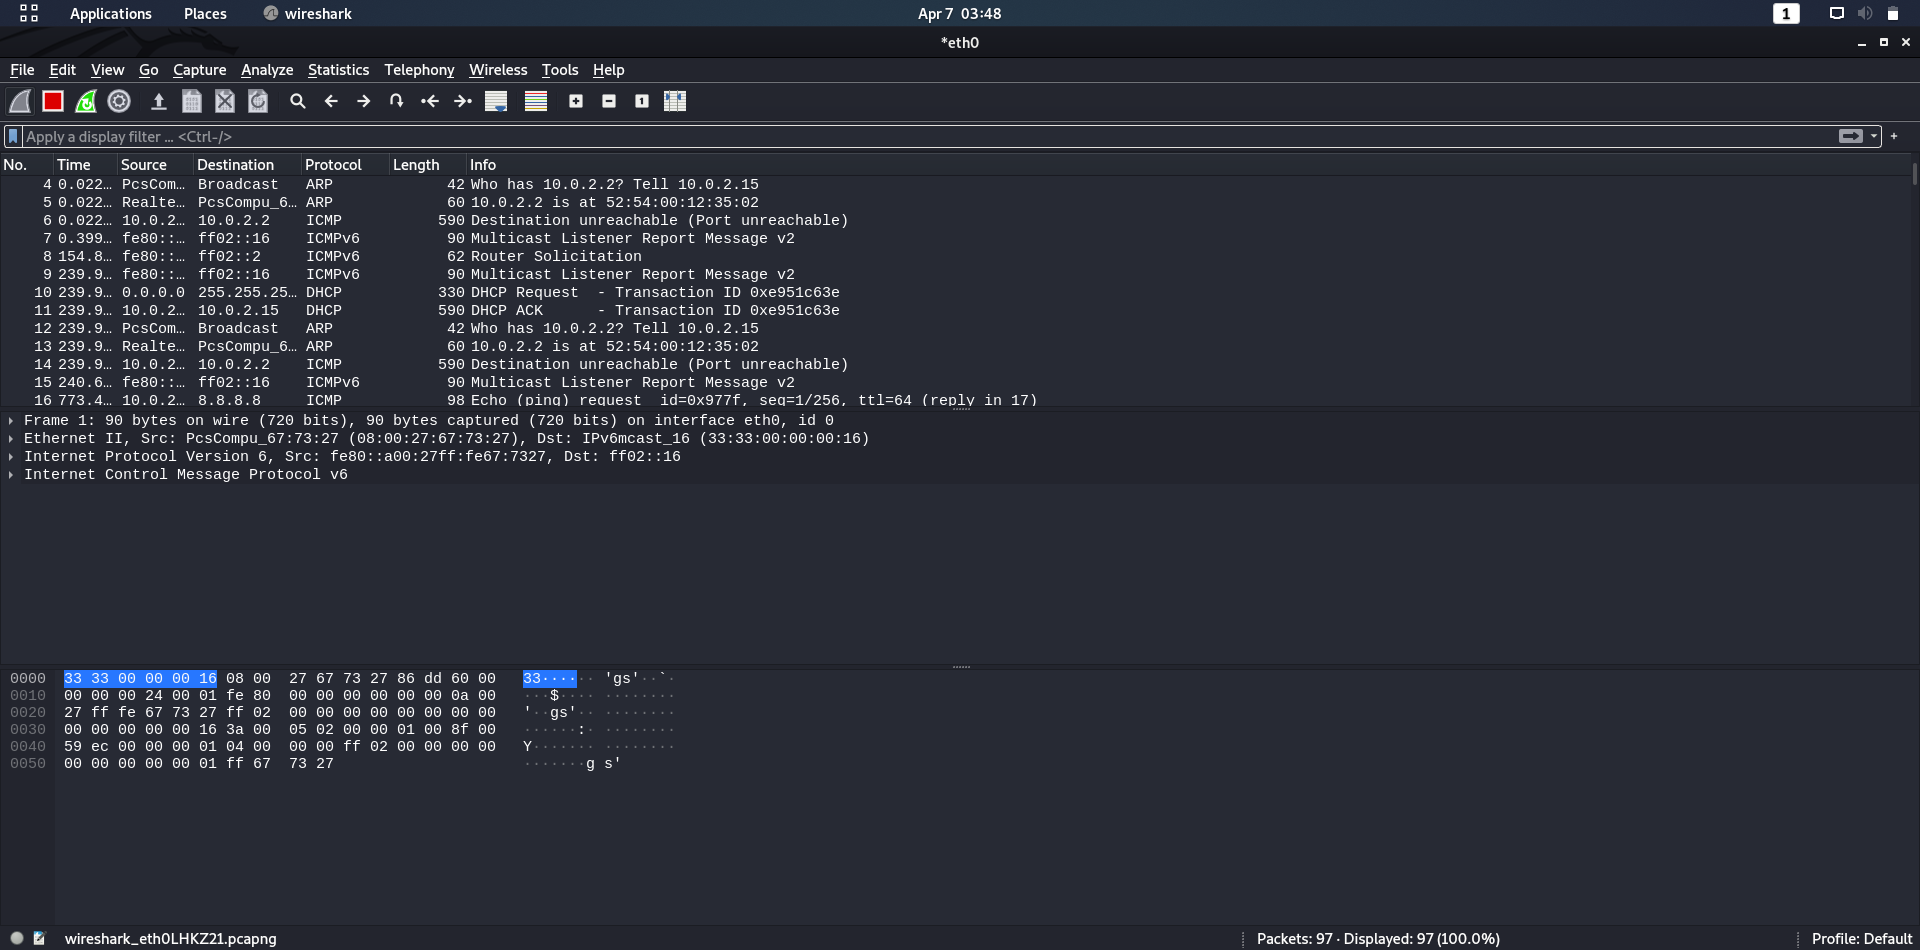 Applications Places wireshark Apr 7 03:48 1
*eth0
File Edit View Go Capture Analyze Statistics Telephony Wireless Tools Help
1
Apply a display filter ... <Ctrl-/> +
No. Time Source Destination Protocol Length Info
4 0.022… PcsCom… Broadcast ARP 42 Who has 10.0.2.2? Tell 10.0.2.15
5 0.022… Realte… PcsCompu_6… ARP 60 10.0.2.2 is at 52:54:00:12:35:02
6 0.022… 10.0.2… 10.0.2.2 ICMP 590 Destination unreachable (Port unreachable)
7 0.399… fe80::… ff02::16 ICMPv6 90 Multicast Listener Report Message v2
8 154.8… fe80::… ff02::2 ICMPv6 62 Router Solicitation
9 239.9… fe80::… ff02::16 ICMPv6 90 Multicast Listener Report Message v2
10 239.9… 0.0.0.0 255.255.25… DHCP 330 DHCP Request - Transaction ID 0xe951c63e
11 239.9… 10.0.2… 10.0.2.15 DHCP 590 DHCP ACK - Transaction ID 0xe951c63e
12 239.9… PcsCom… Broadcast ARP 42 Who has 10.0.2.2? Tell 10.0.2.15
13 239.9… Realte… PcsCompu_6… ARP 60 10.0.2.2 is at 52:54:00:12:35:02
14 239.9… 10.0.2… 10.0.2.2 ICMP 590 Destination unreachable (Port unreachable)
15 240.6… fe80::… ff02::16 ICMPv6 90 Multicast Listener Report Message v2
16 773.4… 10.0.2… 8.8.8.8 ICMP 98 Echo (ping) request id=0x977f, seq=1/256, ttl=64 (reply in 17)
Frame 1: 90 bytes on wire (720 bits), 90 bytes captured (720 bits) on interface eth0, id 0
Ethernet II, Src: PcsCompu_67:73:27 (08:00:27:67:73:27), Dst: IPv6mcast_16 (33:33:00:00:00:16)
Internet Protocol Version 6, Src: fe80::a00:27ff:fe67:7327, Dst: ff02::16
Internet Control Message Protocol v6
0000 33 33 00 00 00 16 08 00 27 67 73 27 86 dd 60 00 33······ 'gs'··`·
0010 00 00 00 24 00 01 fe 80 00 00 00 00 00 00 0a 00 ···$···· ········
0020 27 ff fe 67 73 27 ff 02 00 00 00 00 00 00 00 00 '··gs'·· ········
0030 00 00 00 00 00 16 3a 00 05 02 00 00 01 00 8f 00 ······:· ········
0040 59 ec 00 00 00 01 04 00 00 00 ff 02 00 00 00 00 Y······· ········
0050 00 00 00 00 00 01 ff 67 73 27 ·······g s'
wireshark_eth0LHKZ21.pcapng Packets: 97 · Displayed: 97 (100.0%) Profile: Default